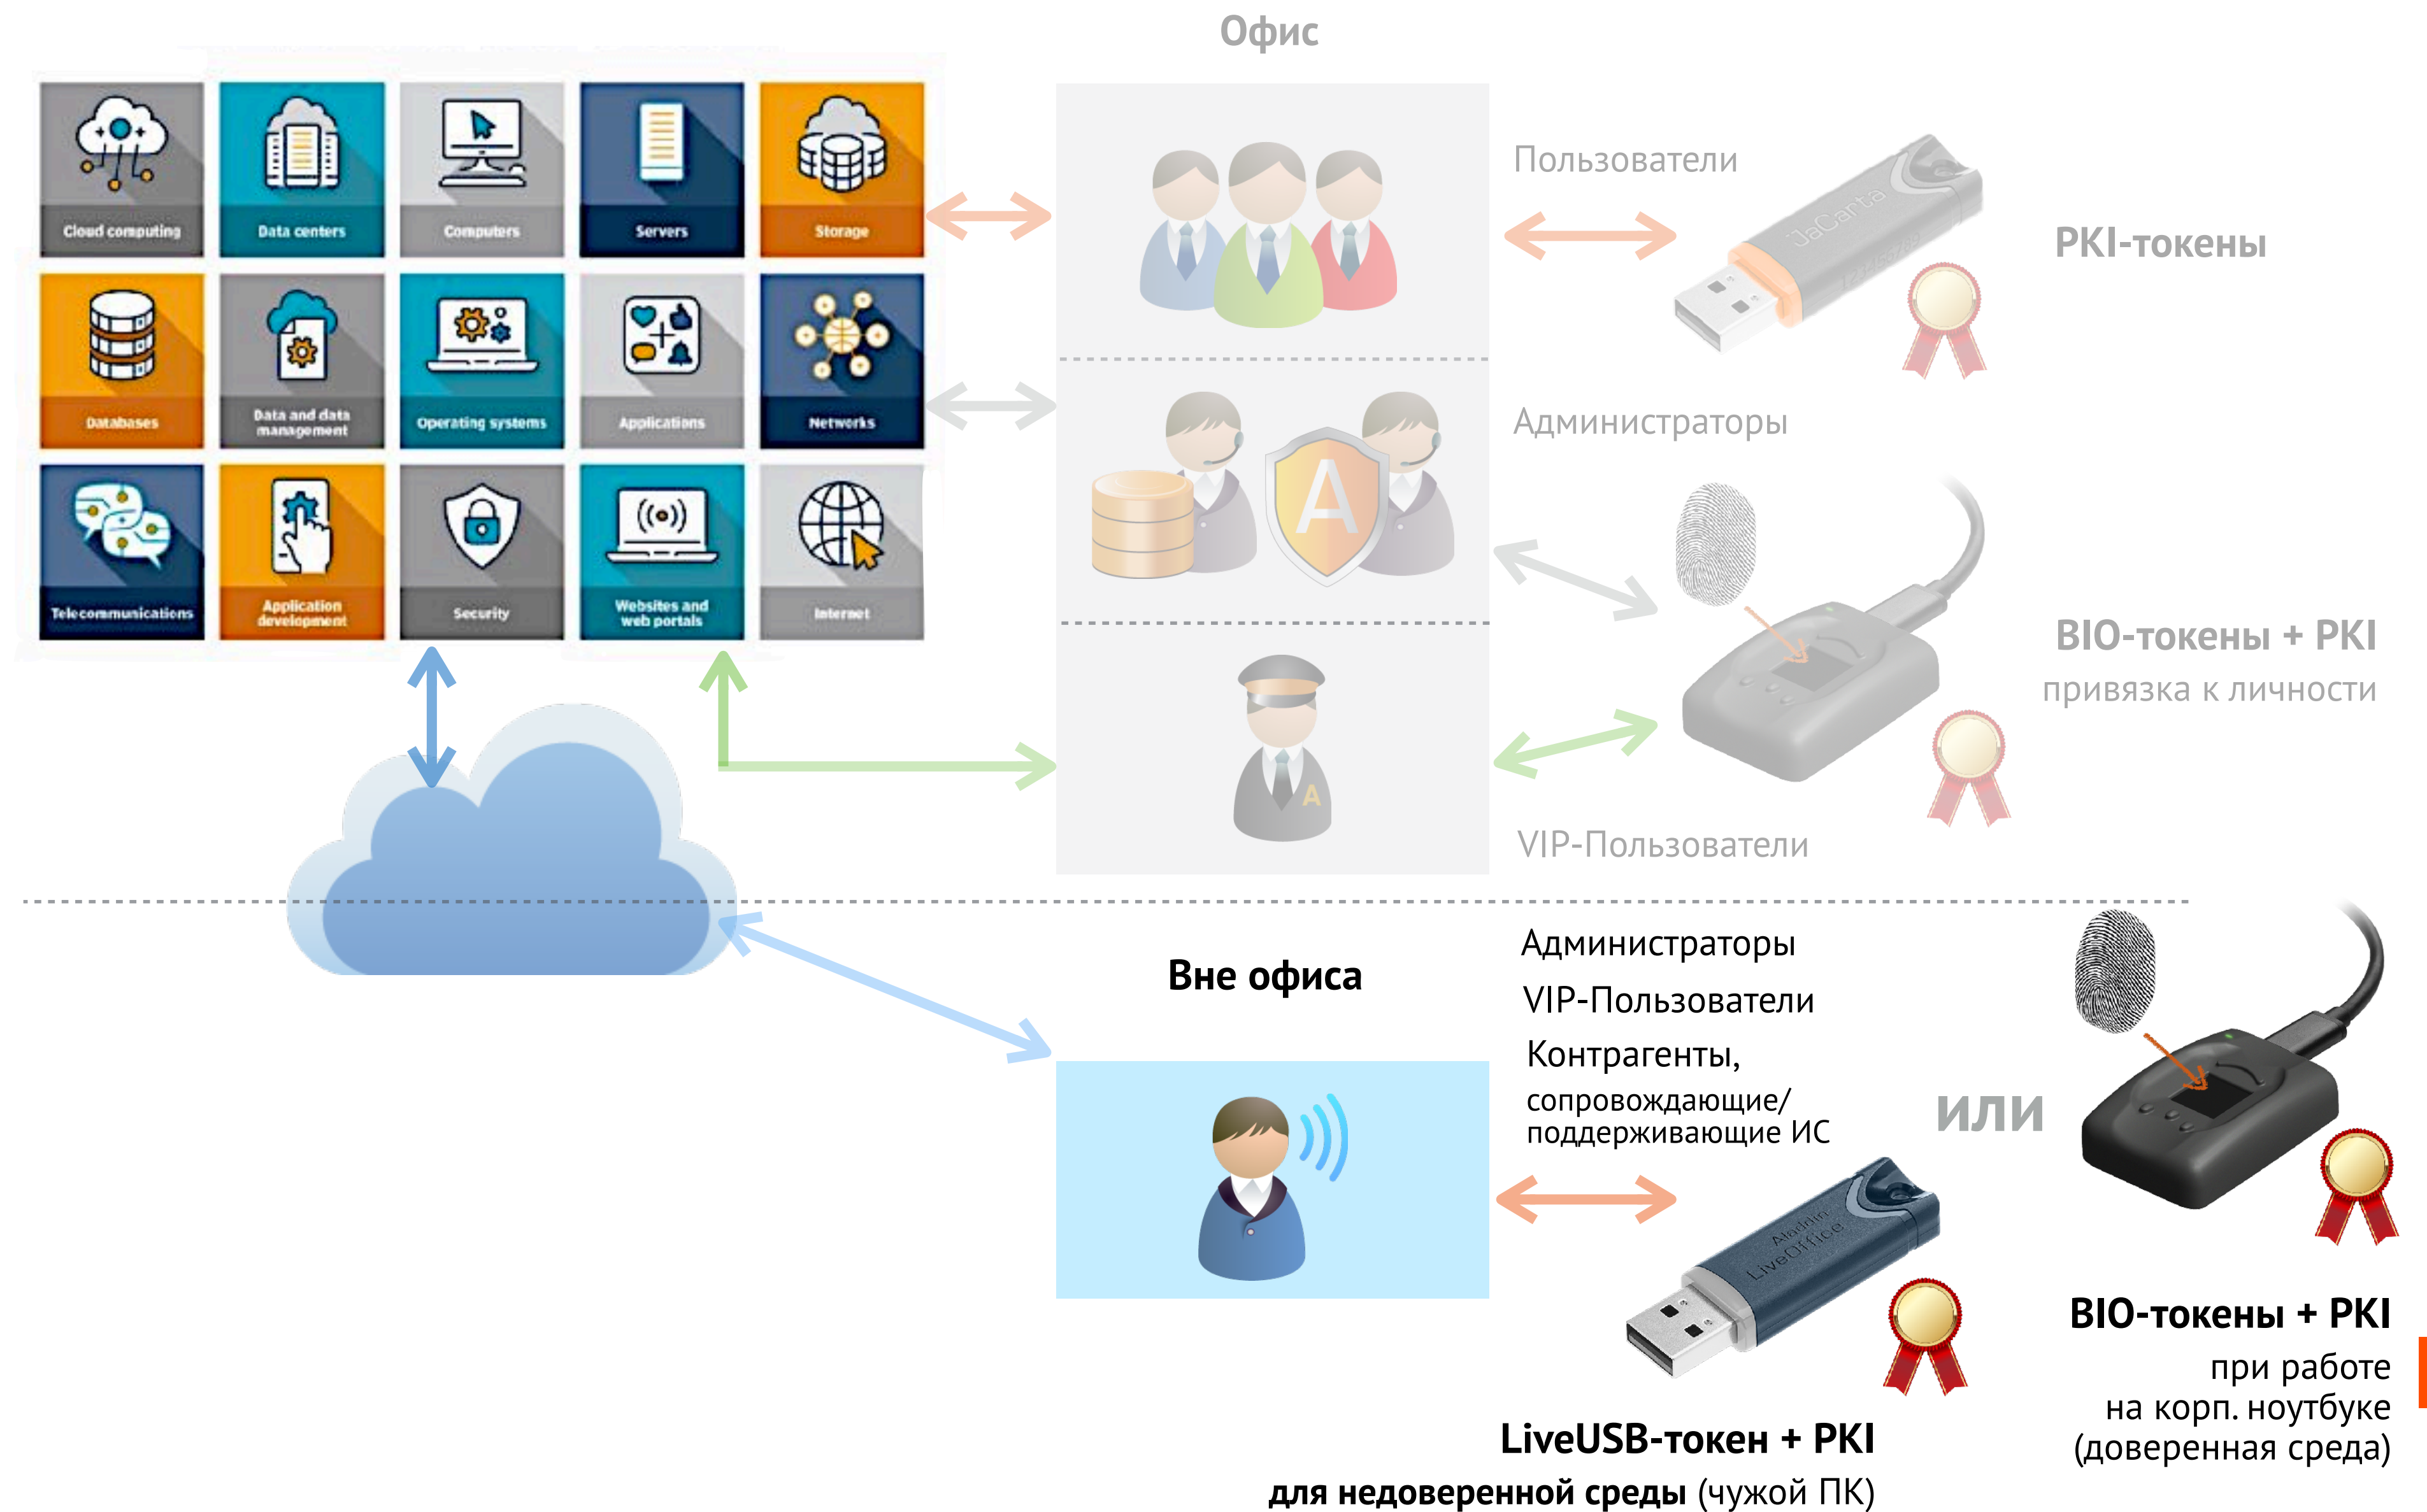 Офис
Cloud computing
Data centers
Computers
Servers
Storage
Databases
Data and data
management
Operating systems
Applications
Networks
Telecommunications
Application
development
Security
Websites and
web portals
Internet
Пользователи
JaCarta
PKI-токены
Администраторы
A
BIO-токены + PKI
привязка к личности
A
VIP-Пользователи
Вне офиса
Администраторы
VIP-Пользователи
Контрагенты,
сопровождающие/
поддерживающие ИС
или
Aladdin
LiveOffice
BIO-токены + PKI
при работе
на корп. ноутбуке
(доверенная среда)
LiveUSB-токен + PKI
для недоверенной среды (чужой ПК)